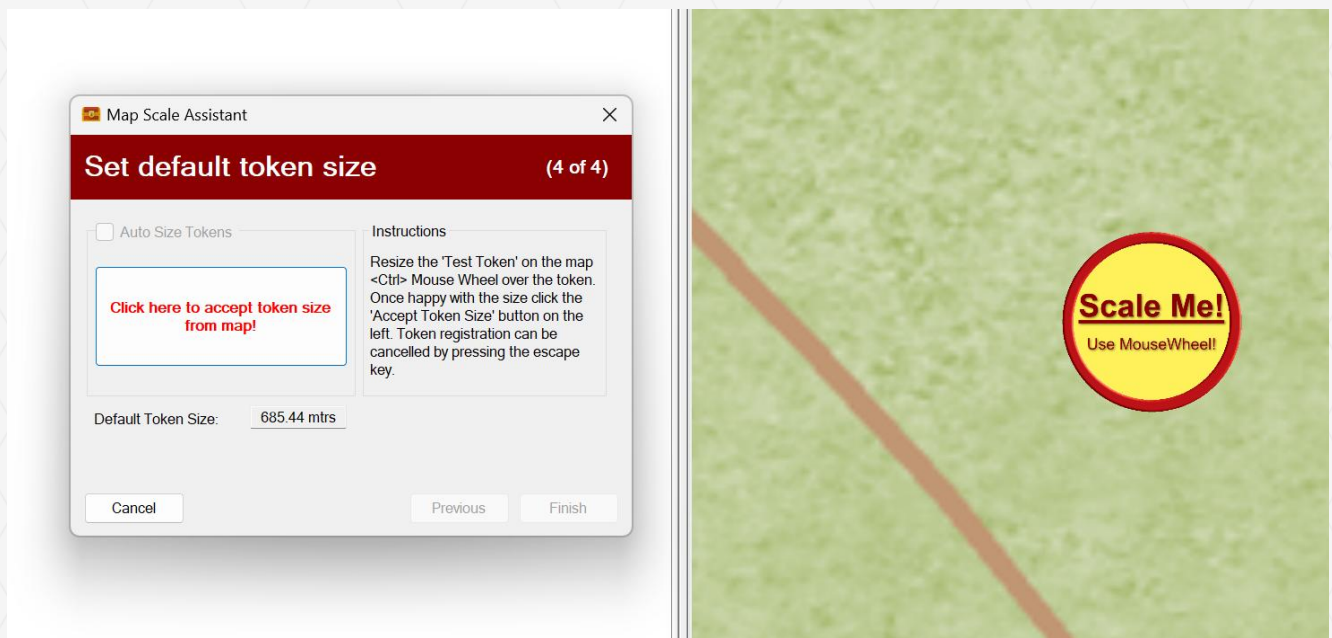 Map Scale Assistant
Set default token size
(4 of 4)
Auto Size Tokens
Click here to accept token size
from map!
Instructions
Resize the 'Test Token' on the map
<Ctrl> Mouse Wheel over the token.
Once happy with the size click the
'Accept Token Size' button on the
left. Token registration can be
cancelled by pressing the escape
key.
Default Token Size:
685.44 mtrs
Cancel
Previous
Finish
Scale Me!
Use MouseWheel!